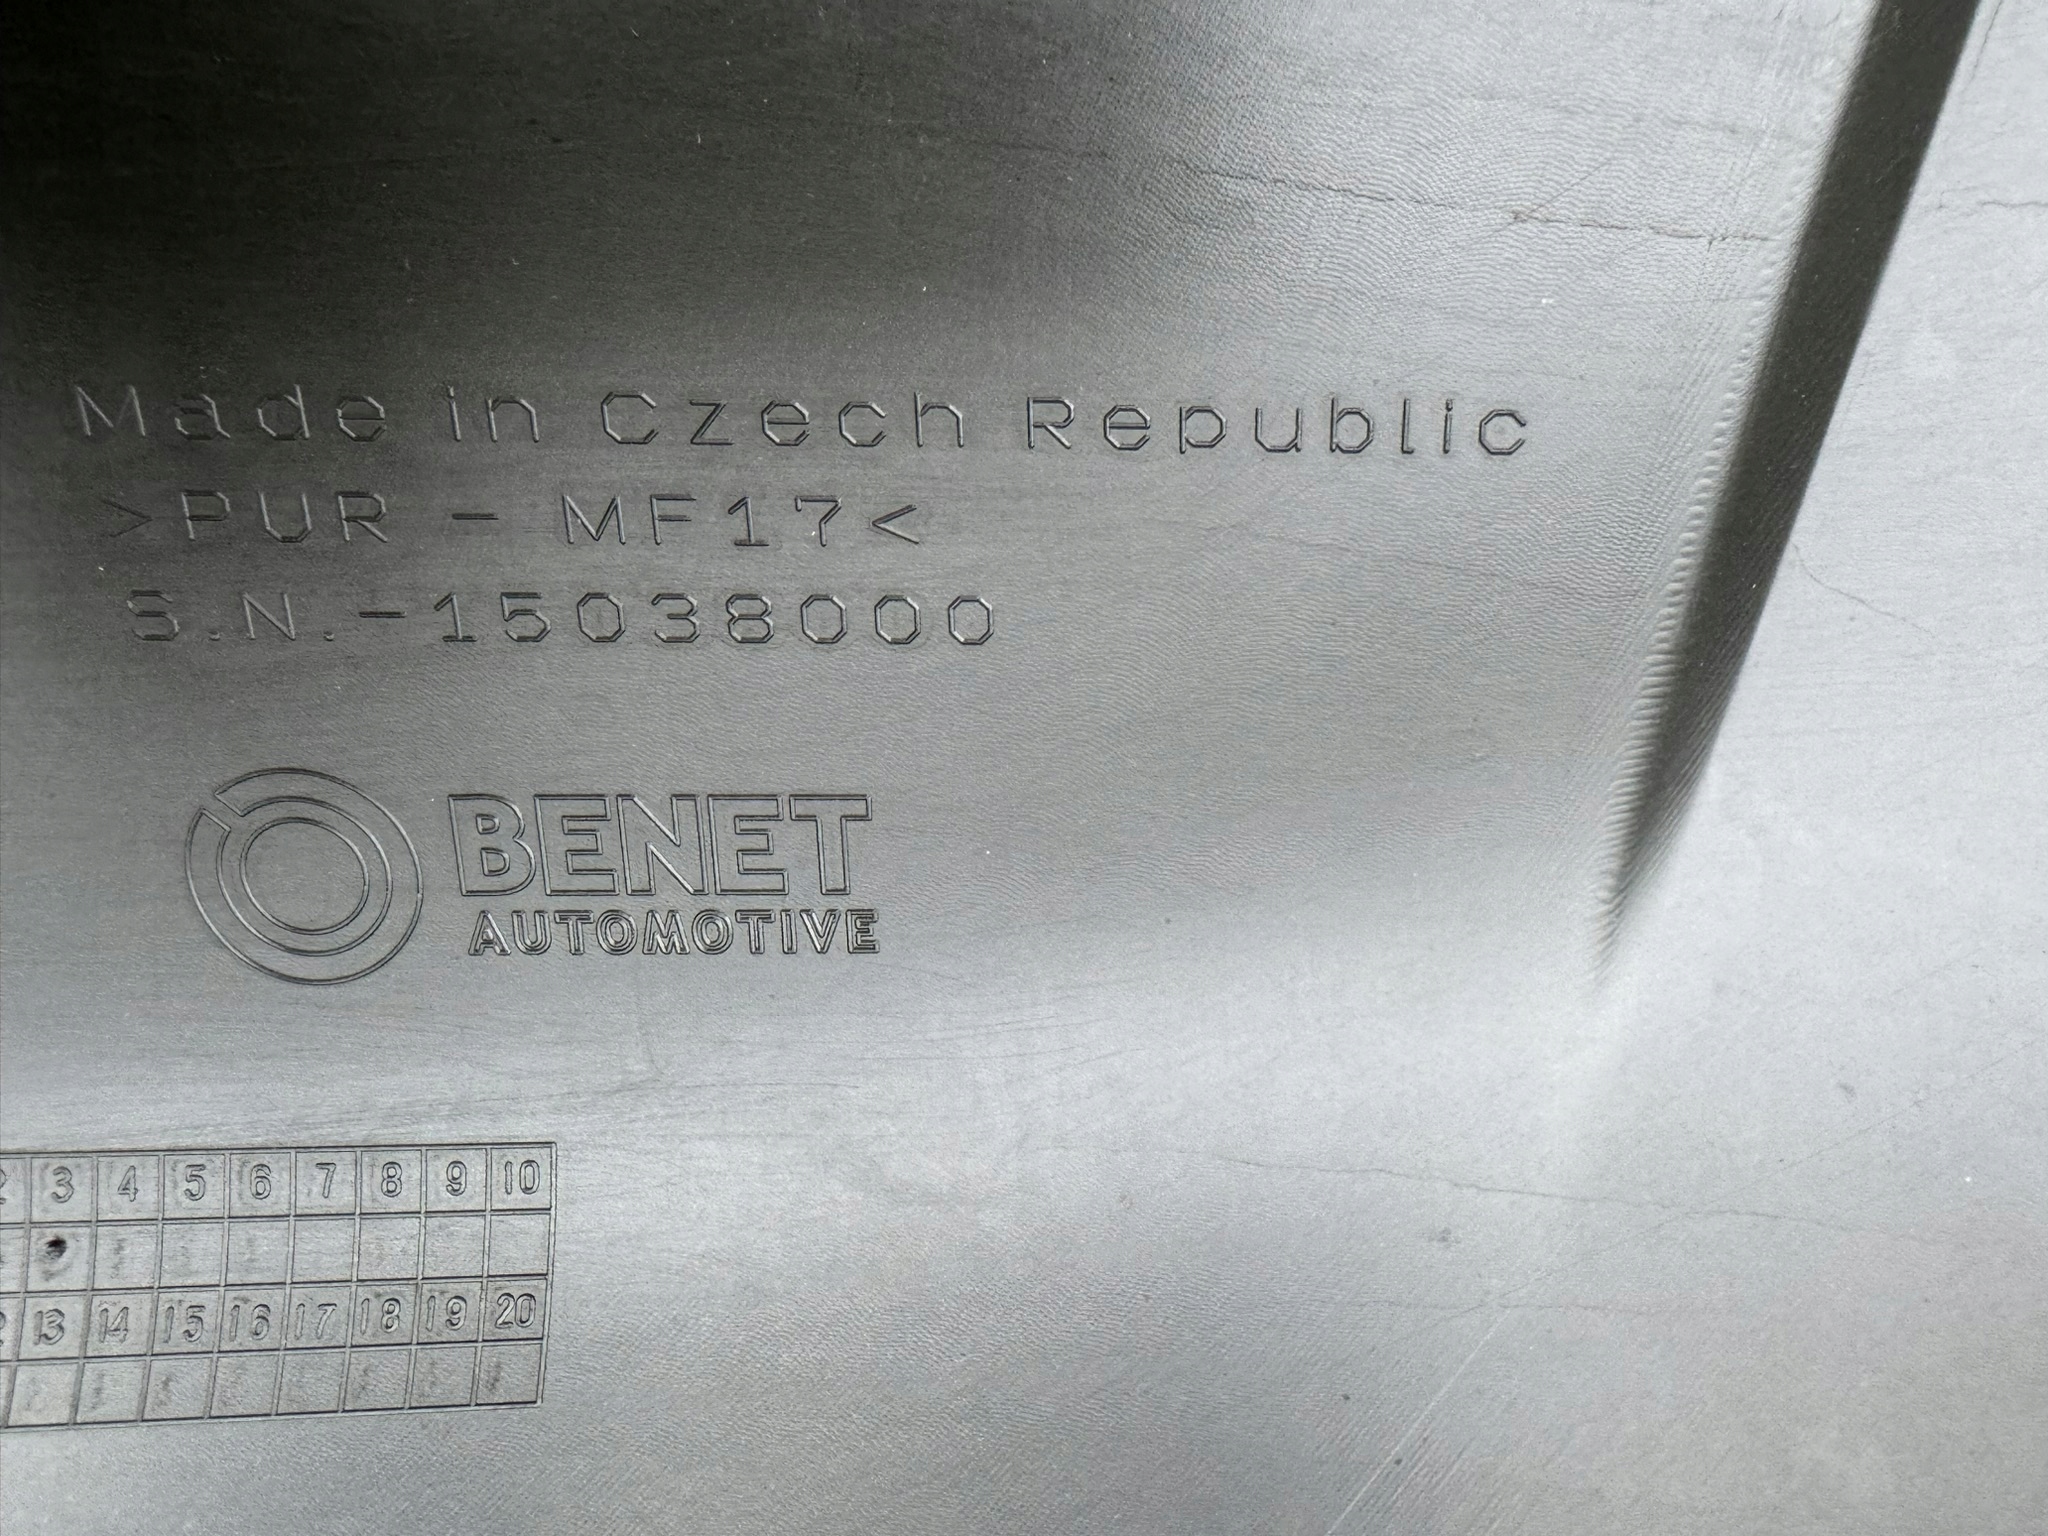 Made in Czech Republic
>PUR - MF17<
S.N.-15038000
BENET
AUTOMOTIVE
3 4 5 6 7 8 9 10
13 14 15 16 17 18 19 20